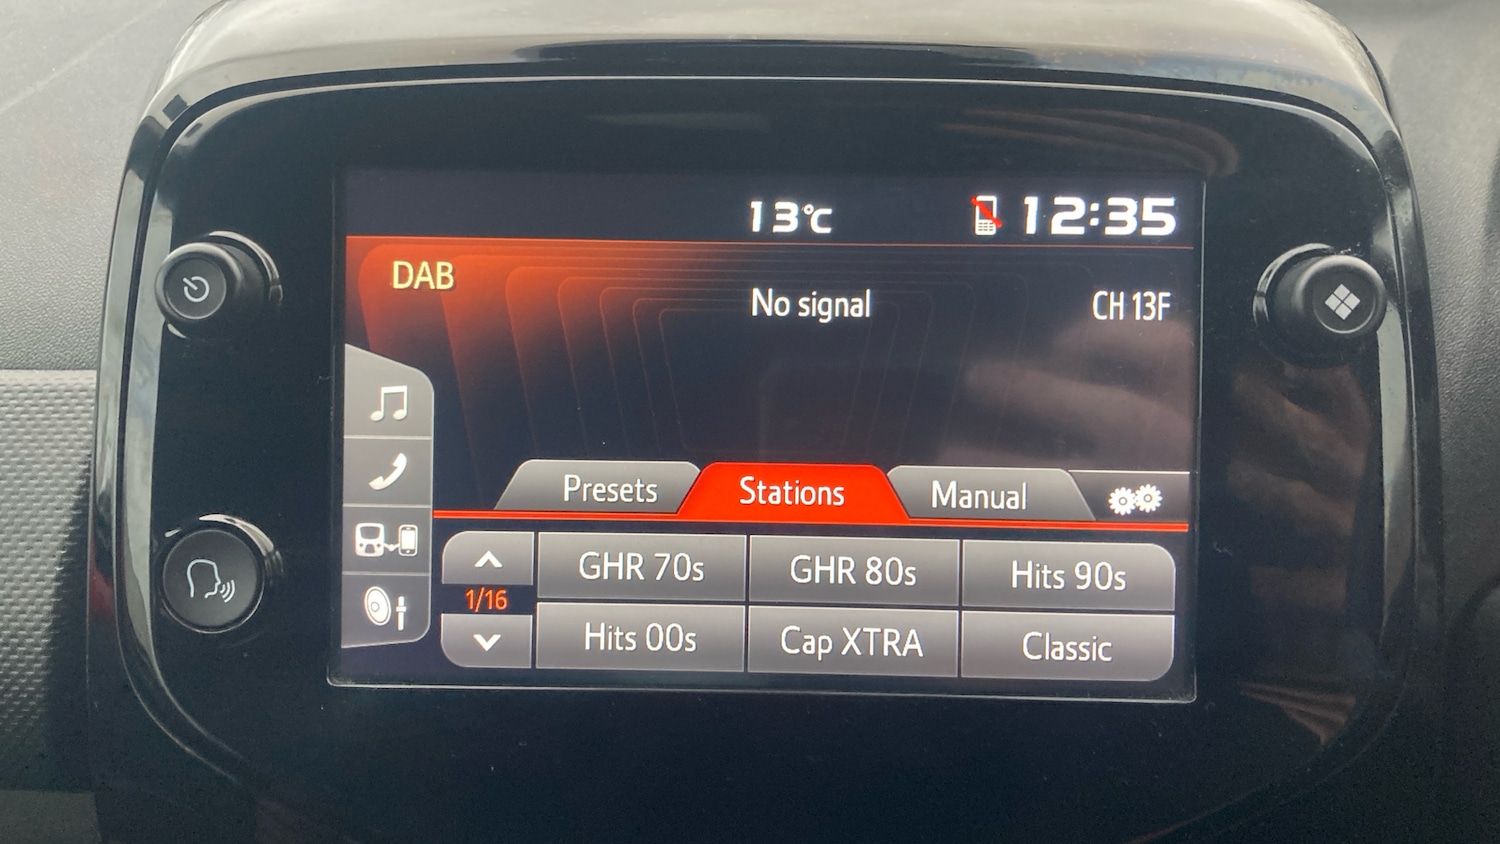 13°C 12:35
DAB
No signal
CH 13F
Presets Stations Manual
GHR 70s GHR 80s Hits 90s
1/16
Hits 00s Cap XTRA Classic